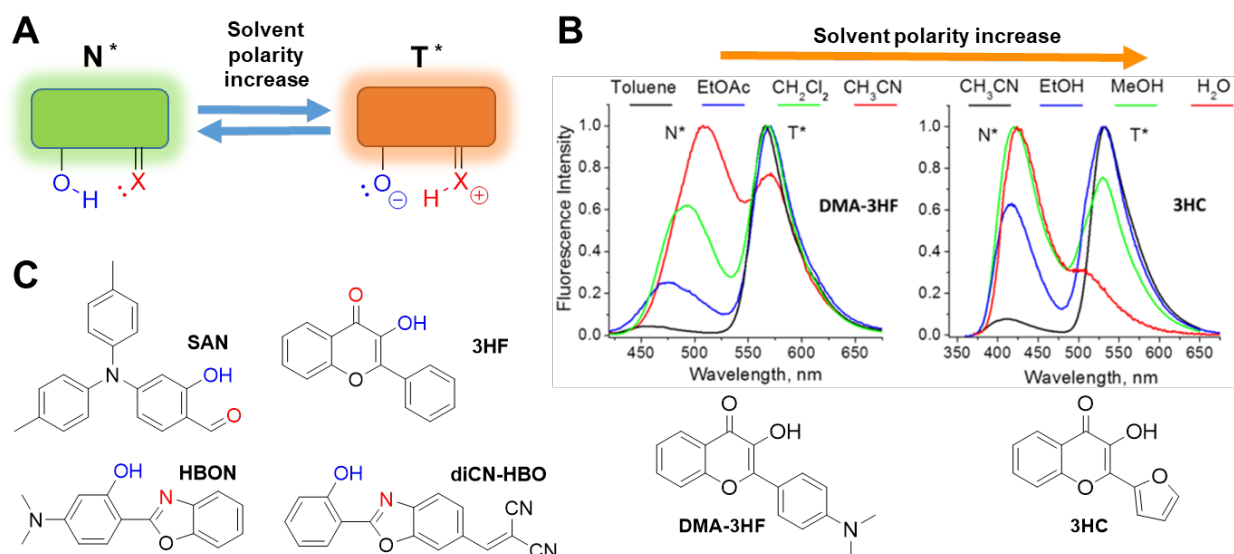 A
N *
Solvent
polarity
increase
T *
O
H
:X
:O
⊖
H
X
⊕
B
Solvent polarity increase
Toluene EtOAc CH2Cl2 CH3CN
CH3CN EtOH MeOH H2O
N* T*
N* T*
DMA-3HF
3HC
Fluorescence Intensity
1.0
0.8
0.6
0.4
0.2
0.0
450 500 550 600 650
Wavelength, nm
1.0
0.8
0.6
0.4
0.2
0.0
350 400 450 500 550 600 650
Wavelength, nm
O
OH
O
N
DMA-3HF
O
OH
O
O
3HC
C
SAN
N
OH
O
O
OH
O
3HF
HBON
OH
N
N
O
diCN-HBO
OH
N
O
CN
CN